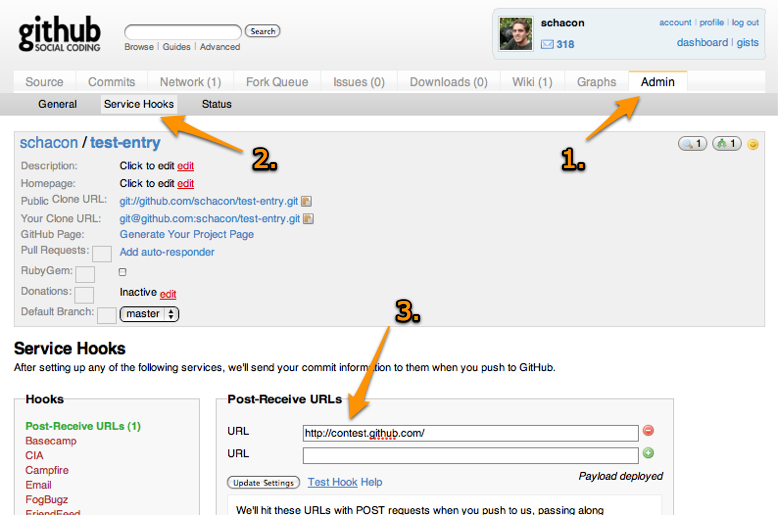 github
SOCIAL CODING
Search
Browse | Guides | Advanced
schacon
318
account | profile | log out
dashboard | gists
Source Commits Network (1) Fork Queue Issues (0) Downloads (0) Wiki (1) Graphs Admin
General Service Hooks Status
2.
1.
schacon / test-entry
1 1
Description: Click to edit edit
Homepage: Click to edit edit
Public Clone URL: git://github.com/schacon/test-entry.git
Your Clone URL: git@github.com:schacon/test-entry.git
GitHub Page: Generate Your Project Page
Pull Requests: Add auto-responder
RubyGem:
Donations: Inactive edit
Default Branch: master
3.
Service Hooks
After setting up any of the following services, we'll send your commit information to them when you push to GitHub.
Hooks
Post-Receive URLs (1)
Basecamp
CIA
Campfire
Email
FogBugz
FriendFeed
Post-Receive URLs
URL http://contest.github.com/
URL
Payload deployed
Update Settings Test Hook Help
We'll hit these URLs with POST requests when you push to us, passing along